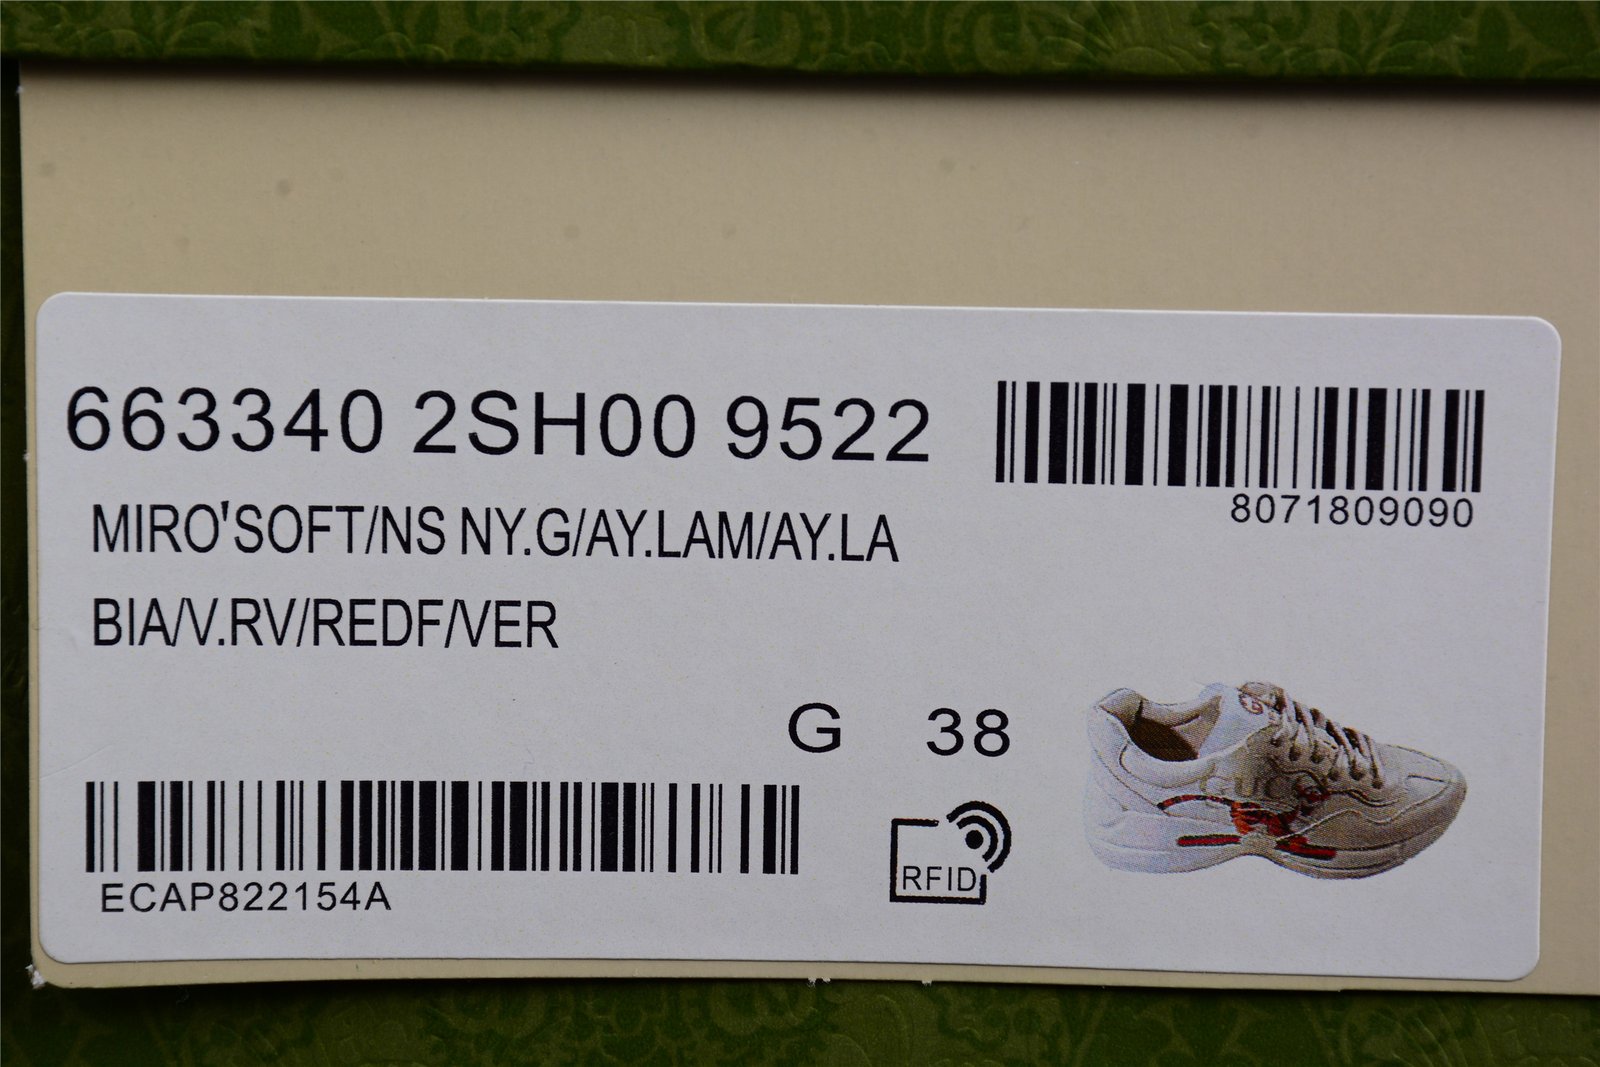 663340 2SH00 9522
8071809090
MIRO'SOFT/NS NY.G/AY.LAM/AY.LA
BIA/V.RV/REDF/VER
G 38
ECAP822154A
RFID